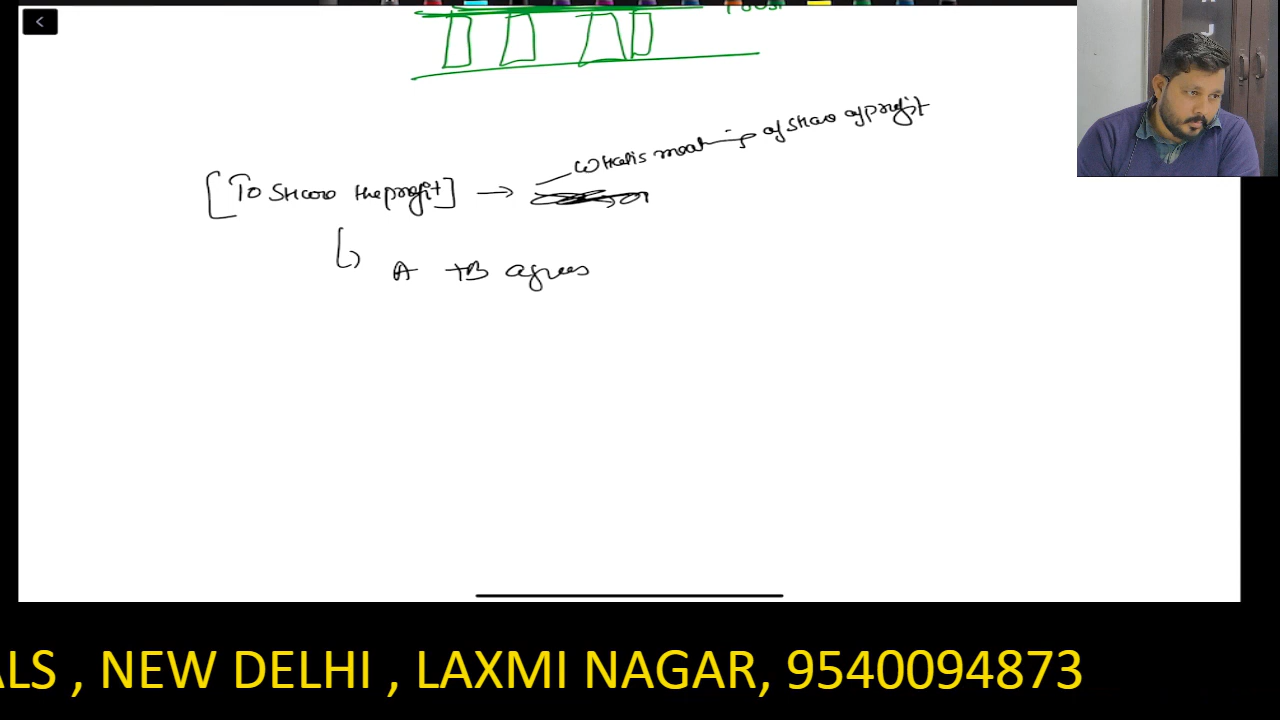 What is meaning of share of profit
[To share the profit] →
A + B agrees
ALS , NEW DELHI , LAXMI NAGAR, 9540094873